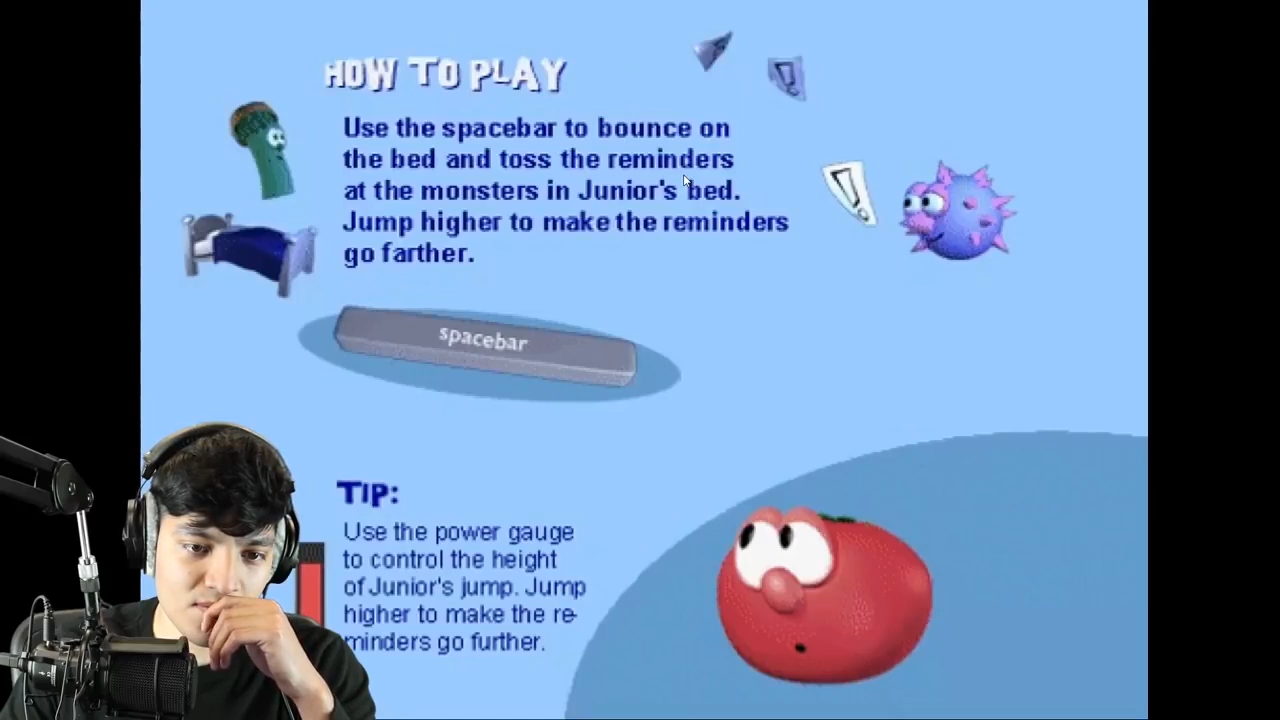 HOW TO PLAY
Use the spacebar to bounce on
the bed and toss the reminders
at the monsters in Junior's bed.
Jump higher to make the reminders
go farther.
spacebar
TIP:
Use the power gauge
to control the height
of Junior's jump. Jump
higher to make the re-
minders go further.